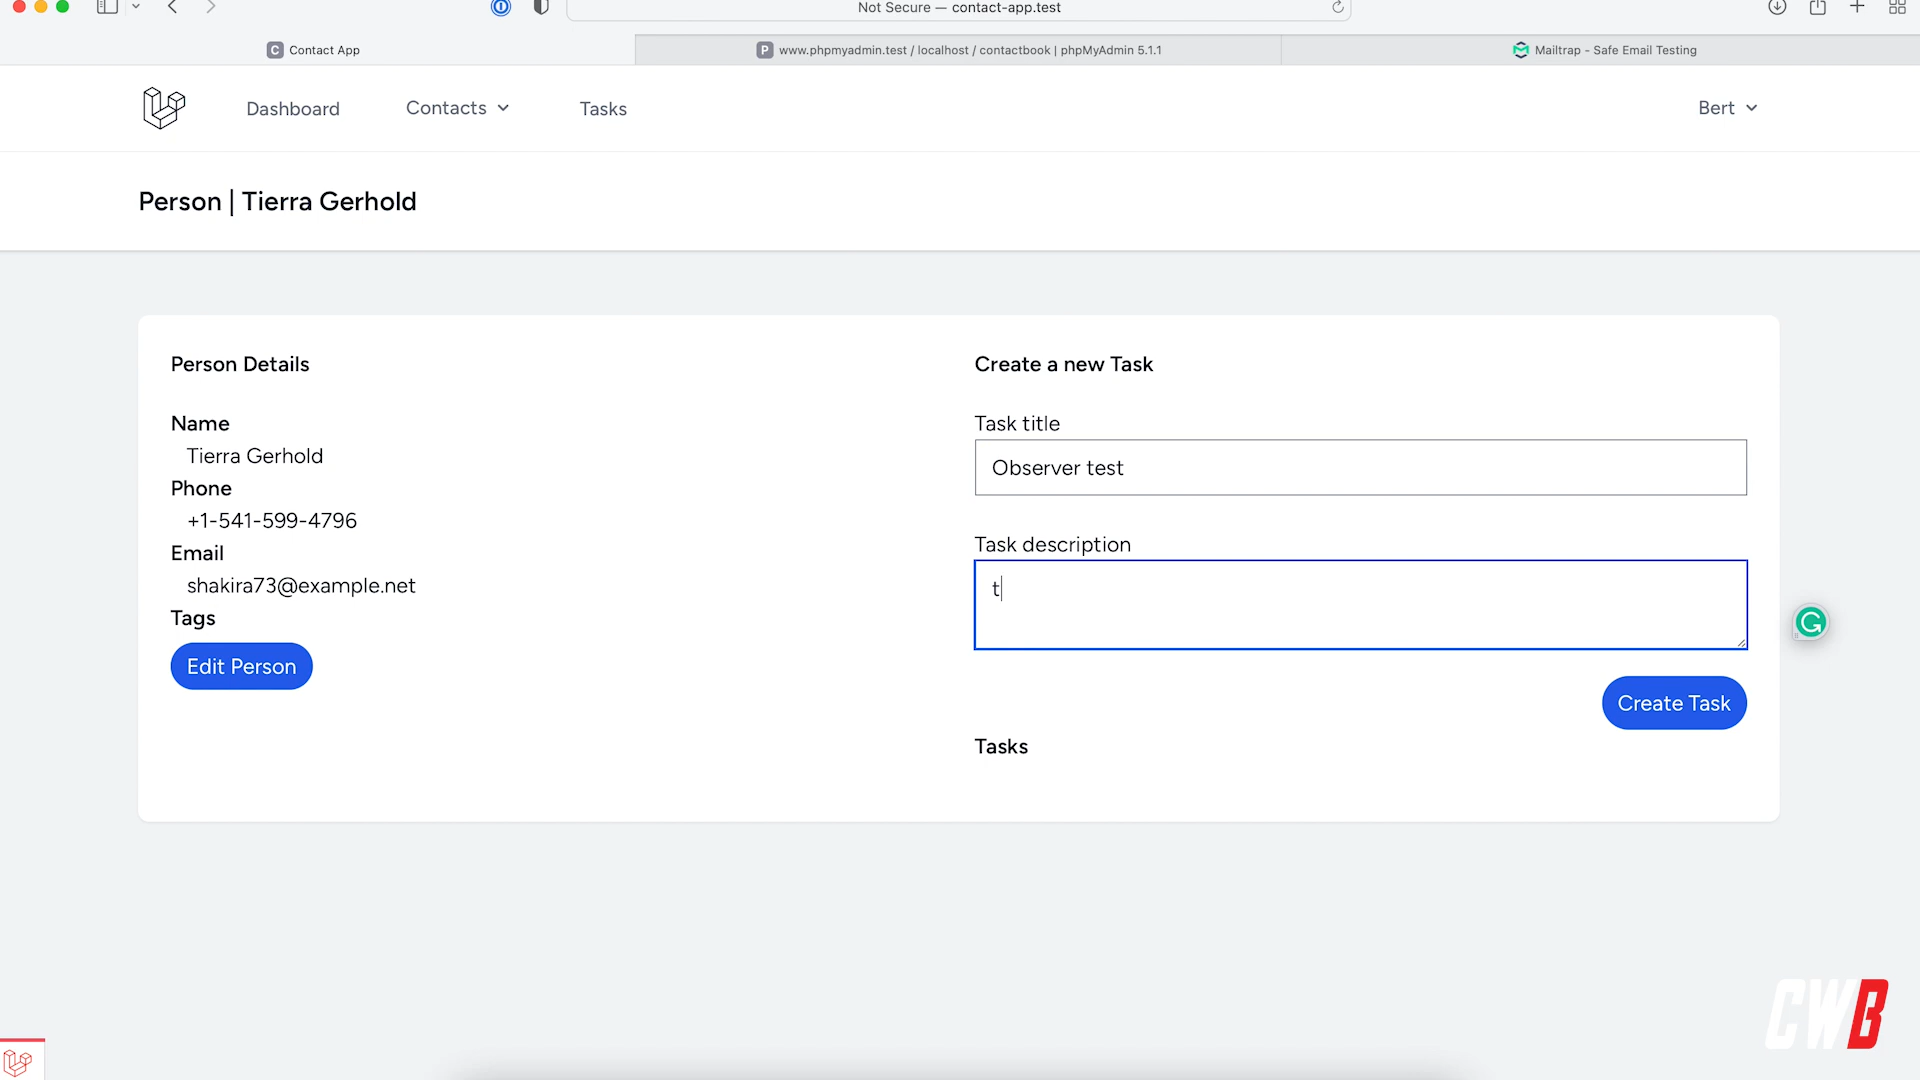 Not Secure — contact-app.test
C Contact App
P www.phpmyadmin.test / localhost / contactbook | phpMyAdmin 5.1.1
Mailtrap - Safe Email Testing
Dashboard
Contacts
Tasks
Bert
Person | Tierra Gerhold
Person Details
Name
Tierra Gerhold
Phone
+1-541-599-4796
Email
shakira73@example.net
Tags
Edit Person
Create a new Task
Task title
Observer test
Task description
t
Create Task
Tasks
CWB